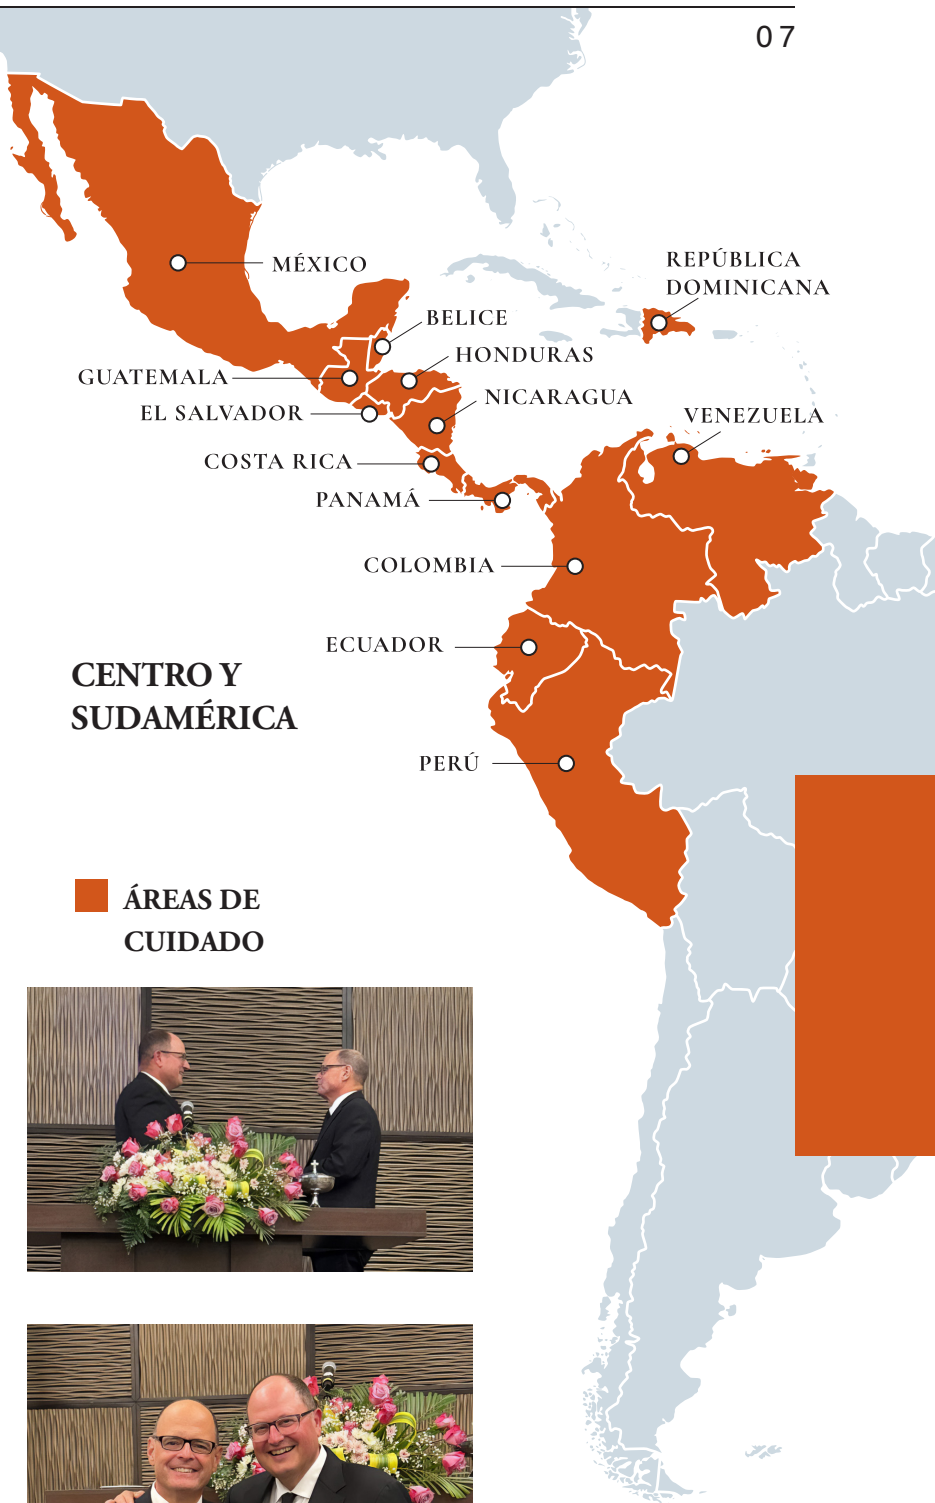 07
MÉXICO
REPÚBLICA
DOMINICANA
BELICE
HONDURAS
GUATEMALA
NICARAGUA
EL SALVADOR
VENEZUELA
COSTA RICA
PANAMÁ
COLOMBIA
ECUADOR
CENTRO Y
SUDAMÉRICA
PERÚ
ÁREAS DE
CUIDADO